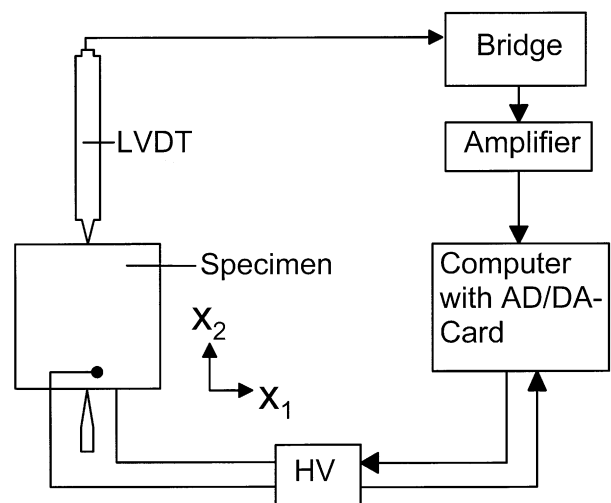 Bridge
LVDT
Amplifier
Specimen
Computer
with AD/DA-
Card
X₂
X₁
HV